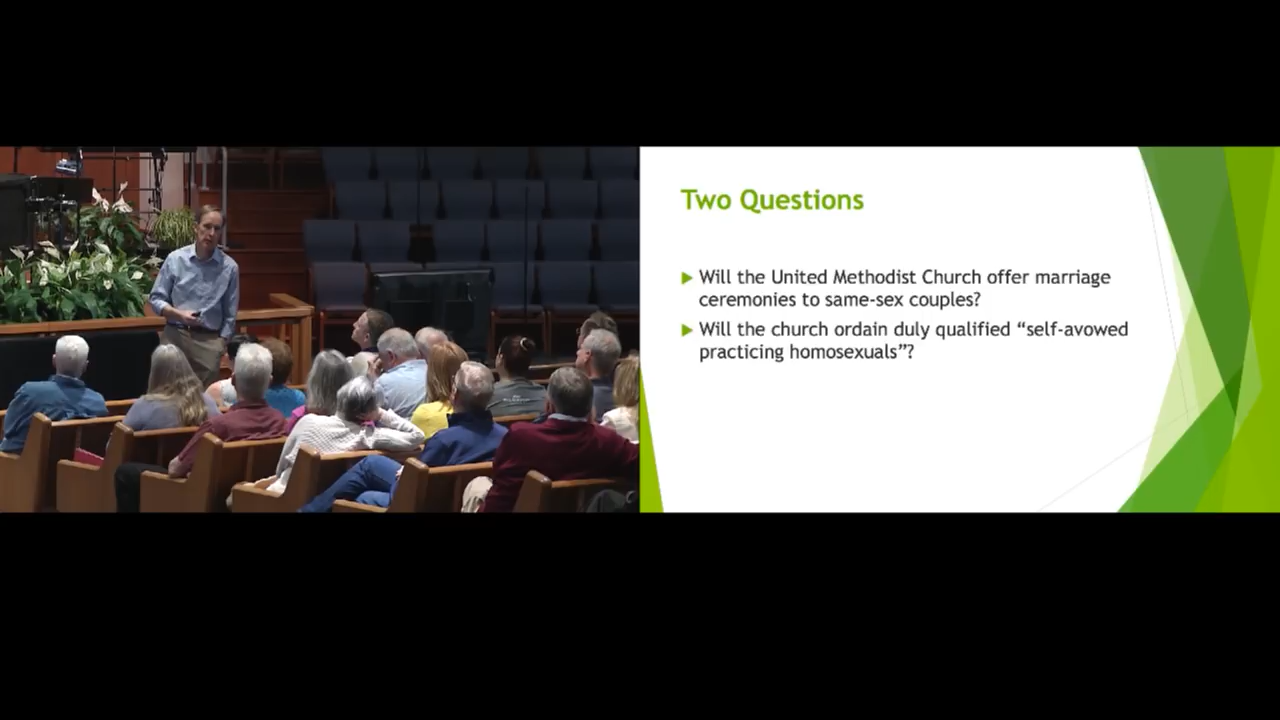 Two Questions
Will the United Methodist Church offer marriage
ceremonies to same-sex couples?
Will the church ordain duly qualified “self-avowed
practicing homosexuals”?